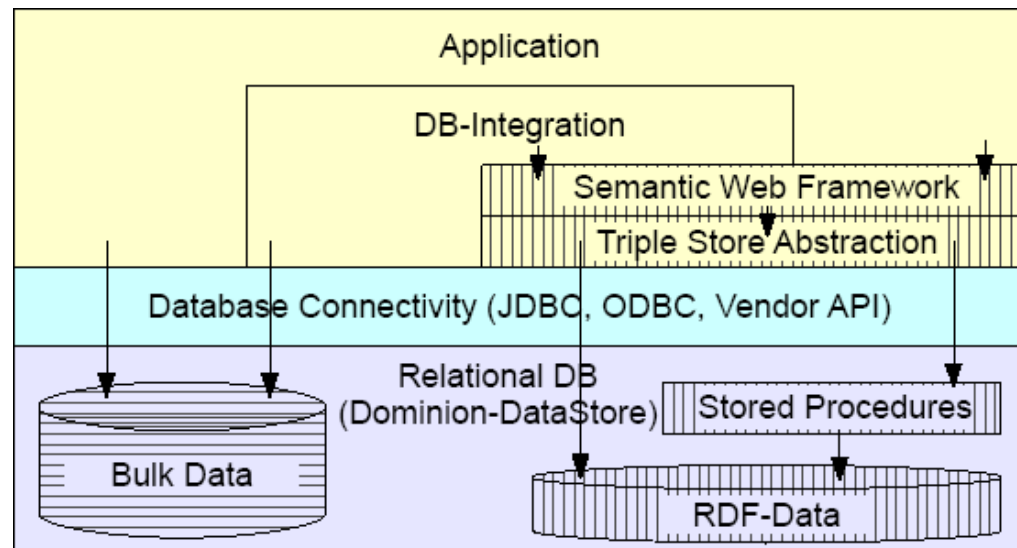 Application
DB-Integration
Semantic Web Framework
Triple Store Abstraction
Database Connectivity (JDBC, ODBC, Vendor API)
Relational DB
(Dominion-DataStore)
Stored Procedures
Bulk Data
RDF-Data